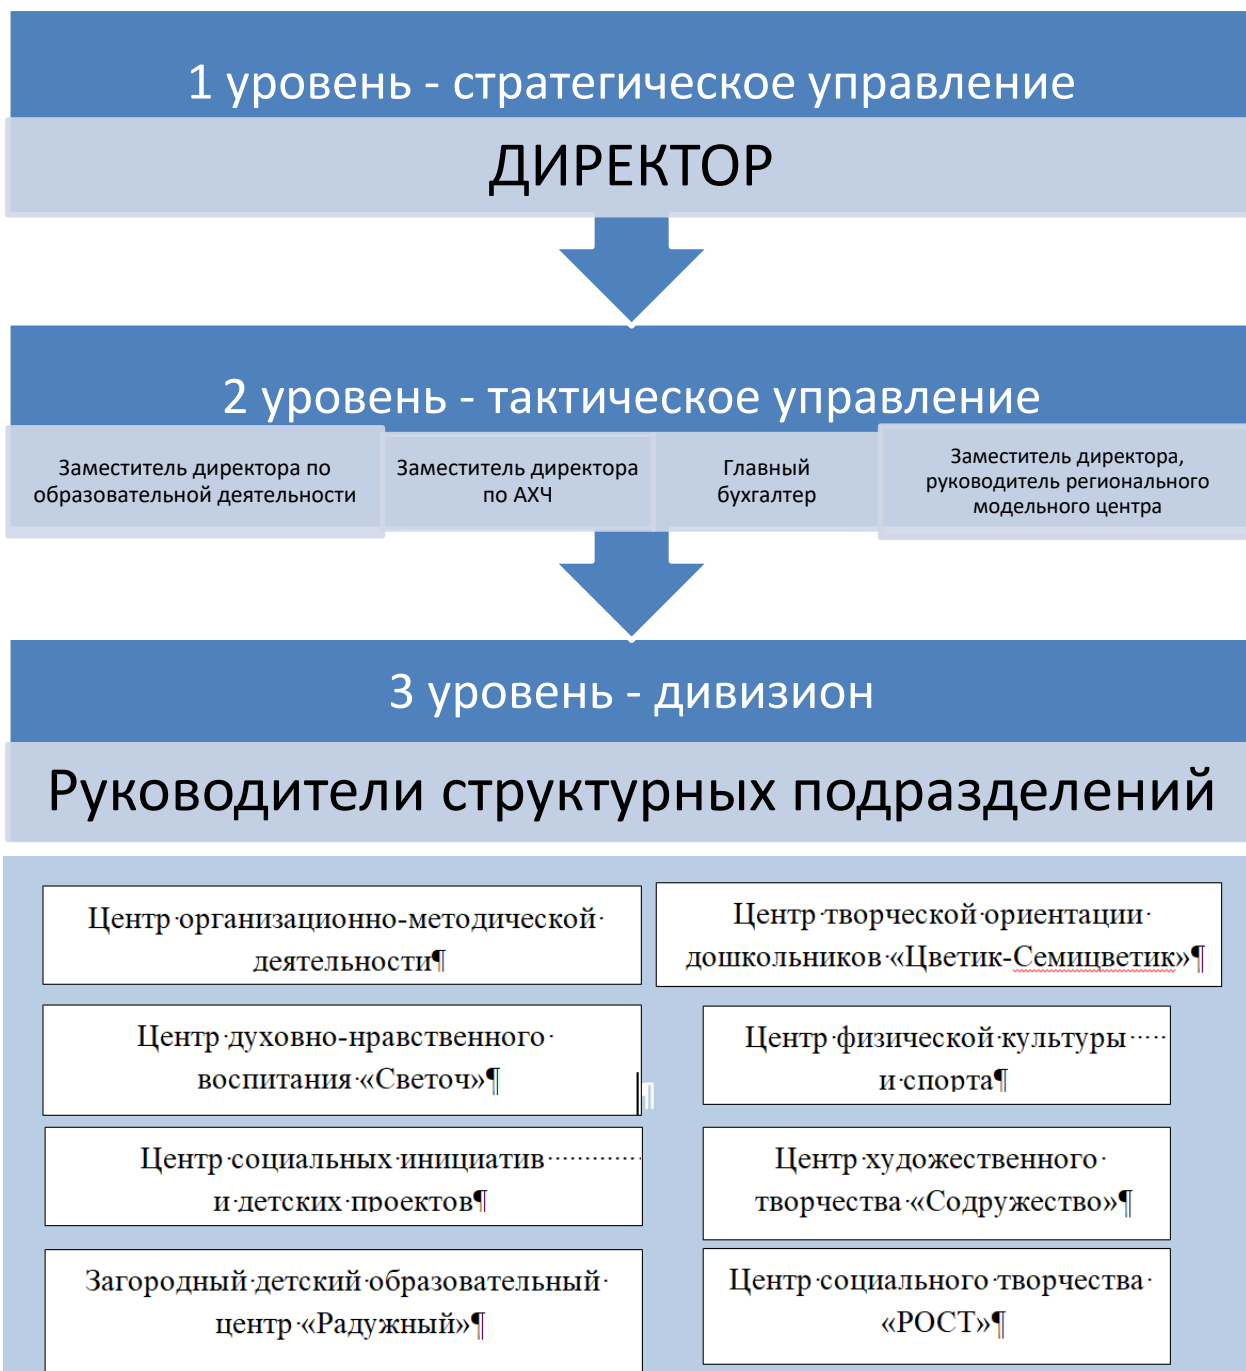 1 уровень - стратегическое управление
ДИРЕКТОР
2 уровень - тактическое управление
Заместитель директора по
образовательной деятельности
Заместитель директора
по АХЧ
Главный
бухгалтер
Заместитель директора,
руководитель регионального
модельного центра
3 уровень - дивизион
Руководители структурных подразделений
Центр·организационно-методической·
деятельности¶
Центр·творческой·ориентации·
дошкольников·«Цветик-Семицветик»¶
Центр·духовно-нравственного·
воспитания·«Светоч»¶
¶
Центр·физической·культуры·····
и·спорта¶
Центр·социальных·инициатив·············
и·детских·проектов¶
Центр·художественного·
творчества·«Содружество»¶
Загородный·детский·образовательный·
центр·«Радужный»¶
Центр·социального·творчества·
«РОСТ»¶